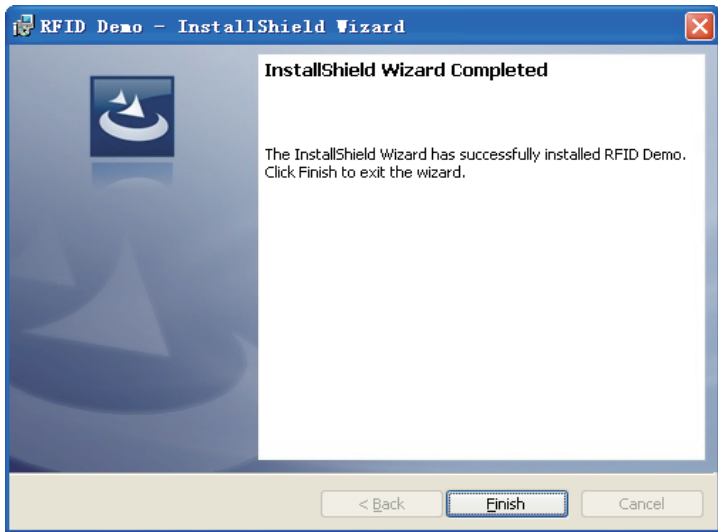 RFID Demo - InstallShield Wizard
InstallShield Wizard Completed
The InstallShield Wizard has successfully installed RFID Demo.
Click Finish to exit the wizard.
< Back
Finish
Cancel